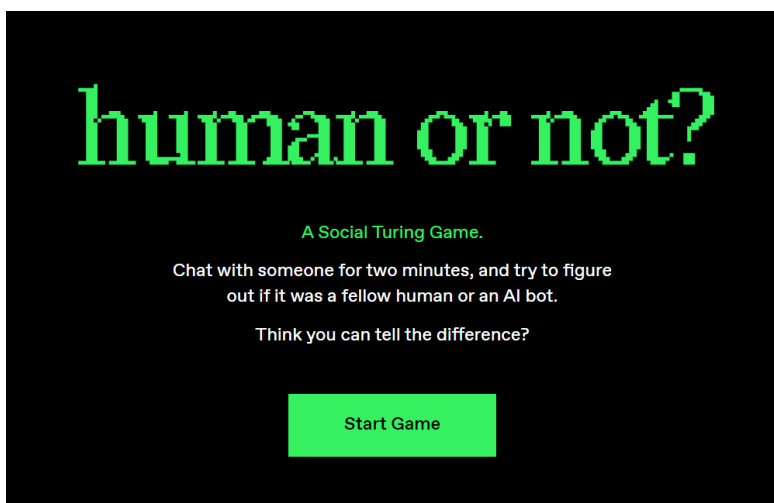 human or not?
A Social Turing Game.
Chat with someone for two minutes, and try to figure
out if it was a fellow human or an AI bot.
Think you can tell the difference?
Start Game